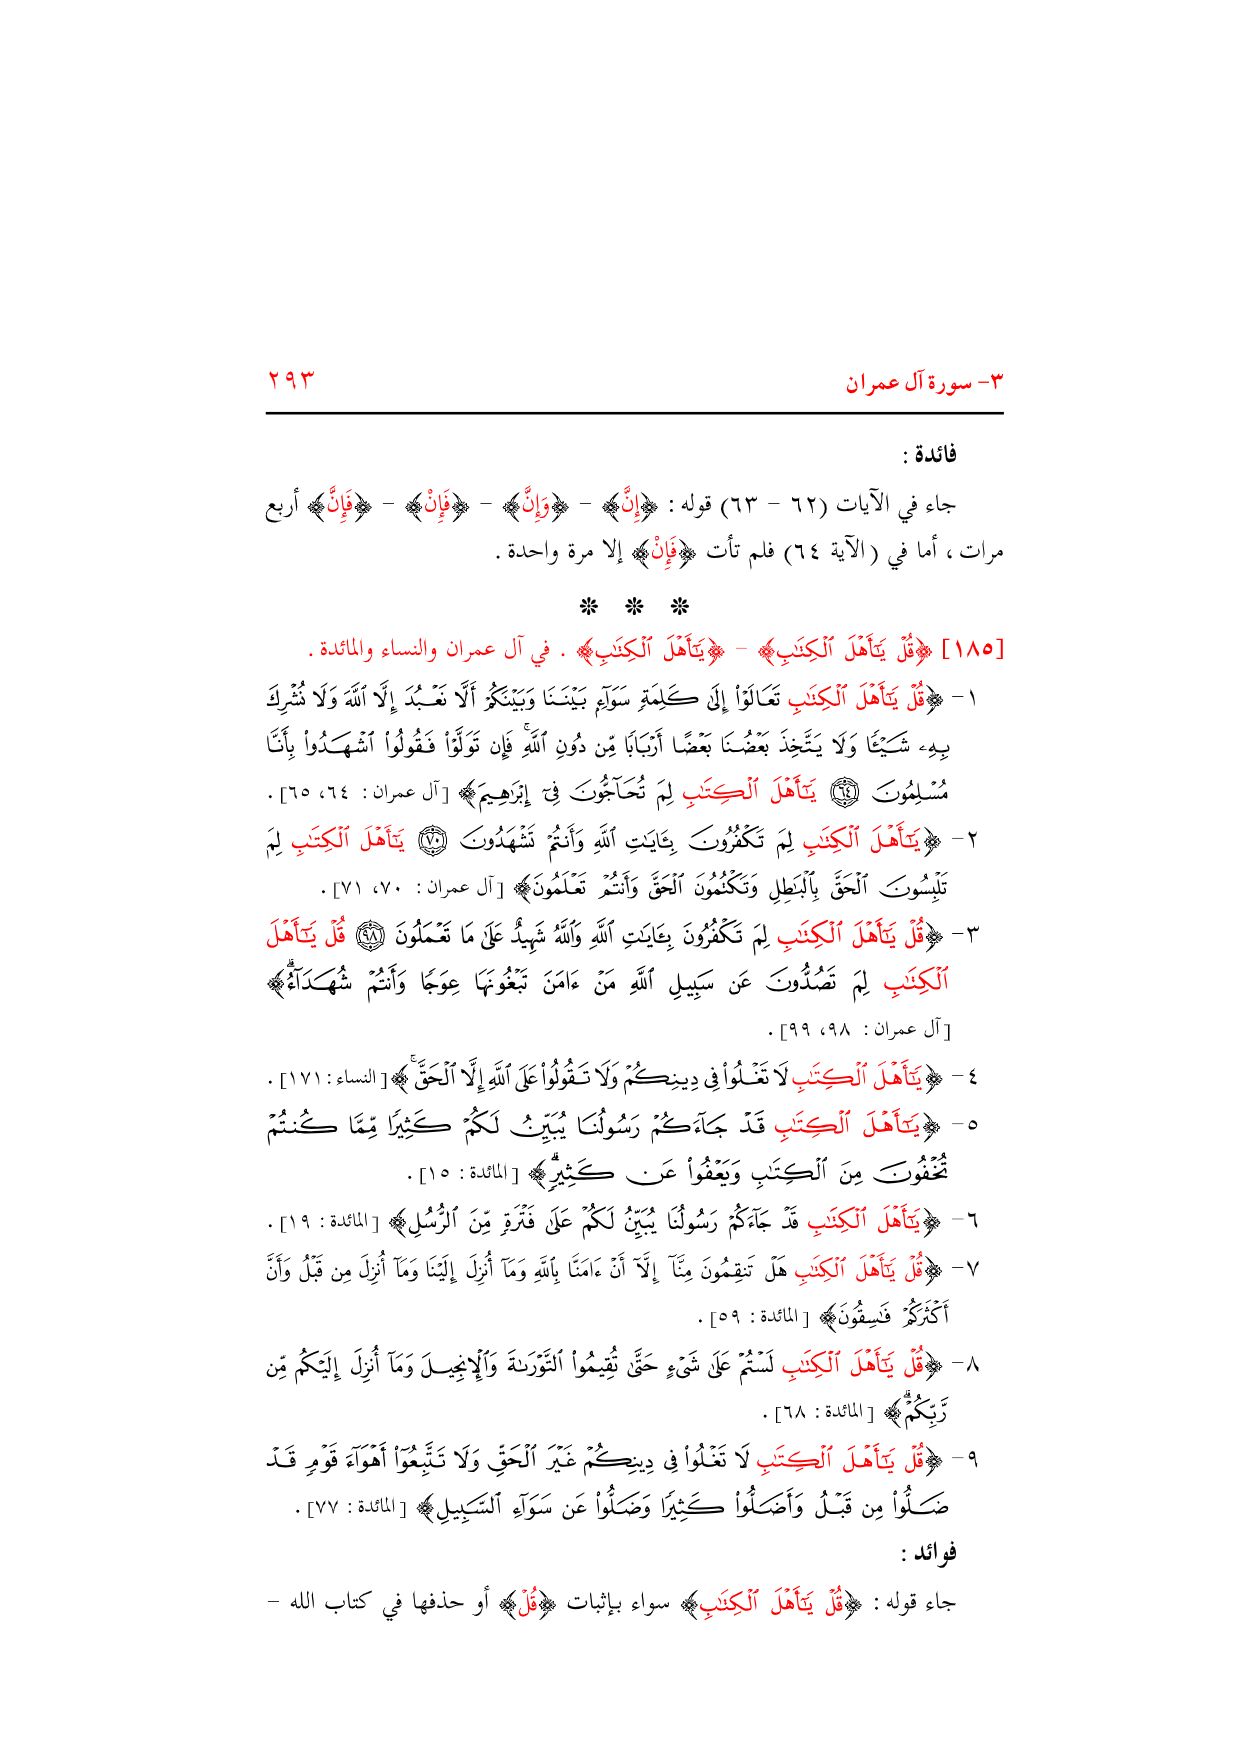 ٣- سورة آل عمران ٢٩٣
فائدة :
جاء في الآيات (٦٢ – ٦٣) قوله : ﴿إِنَّ﴾ – ﴿وَإِنَّ﴾ – ﴿فَإِنْ﴾ – ﴿فَإِنَّ﴾ أربع
مرات ، أما في (الآية ٦٤) فلم تأت ﴿فَإِنْ﴾ إلا مرة واحدة .
❋ ❋ ❋
[١٨٥] ﴿قُلْ يَٰٓأَهْلَ ٱلْكِتَٰبِ﴾ – ﴿يَٰٓأَهْلَ ٱلْكِتَٰبِ﴾ . في آل عمران والنساء والمائدة .
١- ﴿قُلْ يَٰٓأَهْلَ ٱلْكِتَٰبِ تَعَالَوْا۟ إِلَىٰ كَلِمَةٍ سَوَآءٍۭ بَيْنَنَا وَبَيْنَكُمْ أَلَّا نَعْبُدَ إِلَّا ٱللَّهَ وَلَا نُشْرِكَ
بِهِۦ شَيْـًٔا وَلَا يَتَّخِذَ بَعْضُنَا بَعْضًا أَرْبَابًا مِّن دُونِ ٱللَّهِ ۚ فَإِن تَوَلَّوْا۟ فَقُولُوا۟ ٱشْهَدُوا۟ بِأَنَّا
مُسْلِمُونَ ٦٤ يَٰٓأَهْلَ ٱلْكِتَٰبِ لِمَ تُحَآجُّونَ فِىٓ إِبْرَٰهِيمَ﴾ [آل عمران : ٦٤، ٦٥] .
٢- ﴿يَٰٓأَهْلَ ٱلْكِتَٰبِ لِمَ تَكْفُرُونَ بِـَٔايَٰتِ ٱللَّهِ وَأَنتُمْ تَشْهَدُونَ ٧٠ يَٰٓأَهْلَ ٱلْكِتَٰبِ لِمَ
تَلْبِسُونَ ٱلْحَقَّ بِٱلْبَٰطِلِ وَتَكْتُمُونَ ٱلْحَقَّ وَأَنتُمْ تَعْلَمُونَ﴾ [آل عمران : ٧٠، ٧١] .
٣- ﴿قُلْ يَٰٓأَهْلَ ٱلْكِتَٰبِ لِمَ تَكْفُرُونَ بِـَٔايَٰتِ ٱللَّهِ وَٱللَّهُ شَهِيدٌ عَلَىٰ مَا تَعْمَلُونَ ٩٨ قُلْ يَٰٓأَهْلَ
ٱلْكِتَٰبِ لِمَ تَصُدُّونَ عَن سَبِيلِ ٱللَّهِ مَنْ ءَامَنَ تَبْغُونَهَا عِوَجًا وَأَنتُمْ شُهَدَآءُ ۗ﴾
[آل عمران : ٩٨، ٩٩] .
٤- ﴿يَٰٓأَهْلَ ٱلْكِتَٰبِ لَا تَغْلُوا۟ فِى دِينِكُمْ وَلَا تَقُولُوا۟ عَلَى ٱللَّهِ إِلَّا ٱلْحَقَّ ۚ﴾ [النساء : ١٧١] .
٥- ﴿يَٰٓأَهْلَ ٱلْكِتَٰبِ قَدْ جَآءَكُمْ رَسُولُنَا يُبَيِّنُ لَكُمْ كَثِيرًا مِّمَّا كُنتُمْ
تُخْفُونَ مِنَ ٱلْكِتَٰبِ وَيَعْفُوا۟ عَن كَثِيرٍ ۗ﴾ [المائدة : ١٥] .
٦- ﴿يَٰٓأَهْلَ ٱلْكِتَٰبِ قَدْ جَآءَكُمْ رَسُولُنَا يُبَيِّنُ لَكُمْ عَلَىٰ فَتْرَةٍ مِّنَ ٱلرُّسُلِ﴾ [المائدة : ١٩] .
٧- ﴿قُلْ يَٰٓأَهْلَ ٱلْكِتَٰبِ هَلْ تَنقِمُونَ مِنَّآ إِلَّآ أَنْ ءَامَنَّا بِٱللَّهِ وَمَآ أُنزِلَ إِلَيْنَا وَمَآ أُنزِلَ مِن قَبْلُ وَأَنَّ
أَكْثَرَكُمْ فَٰسِقُونَ﴾ [المائدة : ٥٩] .
٨- ﴿قُلْ يَٰٓأَهْلَ ٱلْكِتَٰبِ لَسْتُمْ عَلَىٰ شَىْءٍ حَتَّىٰ تُقِيمُوا۟ ٱلتَّوْرَىٰةَ وَٱلْإِنجِيلَ وَمَآ أُنزِلَ إِلَيْكُم مِّن
رَّبِّكُمْ ۗ﴾ [المائدة : ٦٨] .
٩- ﴿قُلْ يَٰٓأَهْلَ ٱلْكِتَٰبِ لَا تَغْلُوا۟ فِى دِينِكُمْ غَيْرَ ٱلْحَقِّ وَلَا تَتَّبِعُوٓا۟ أَهْوَآءَ قَوْمٍ قَدْ
ضَلُّوا۟ مِن قَبْلُ وَأَضَلُّوا۟ كَثِيرًا وَضَلُّوا۟ عَن سَوَآءِ ٱلسَّبِيلِ﴾ [المائدة : ٧٧] .
فوائد :
جاء قوله : ﴿قُلْ يَٰٓأَهْلَ ٱلْكِتَٰبِ﴾ سواء بإثبات ﴿قُلْ﴾ أو حذفها في كتاب الله –